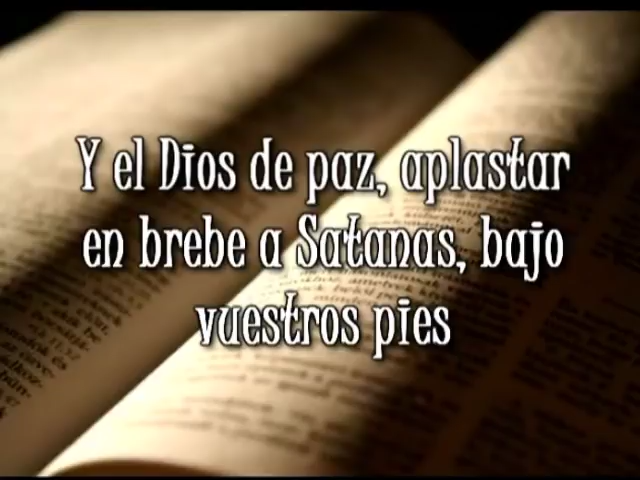 Y el Dios de paz, aplastar
en brebe a Satanas, bajo
vuestros pies